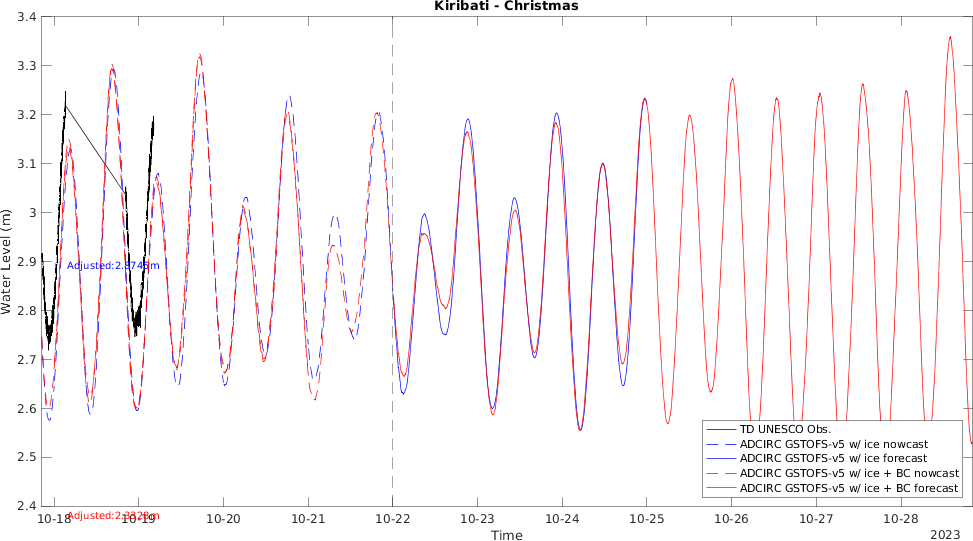 Kiribati - Christmas
3.4
3.3
3.2
3.1
3
2.9
2.8
2.7
2.6
2.5
2.4
Water Level (m)
TD UNESCO Obs.
ADCIRC GSTOFS-v5 w/ ice nowcast
ADCIRC GSTOFS-v5 w/ ice forecast
ADCIRC GSTOFS-v5 w/ ice + BC nowcast
ADCIRC GSTOFS-v5 w/ ice + BC forecast
10-18 10-19 10-20 10-21 10-22 10-23 10-24 10-25 10-26 10-27 10-28
Time
2023